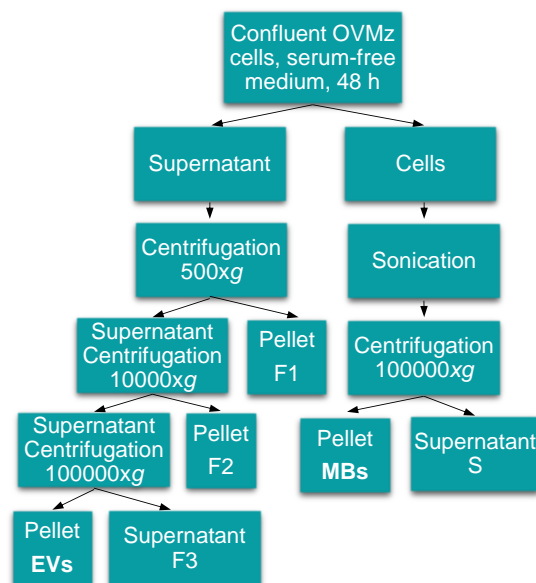 Confluent OVMz
cells, serum-free
medium, 48 h
Supernatant
Cells
Centrifugation
500xg
Sonication
Supernatant
Centrifugation
10000xg
Pellet
F1
Centrifugation
100000xg
Supernatant
Centrifugation
100000xg
Pellet
F2
Pellet
MBs
Supernatant
S
Pellet
EVs
Supernatant
F3